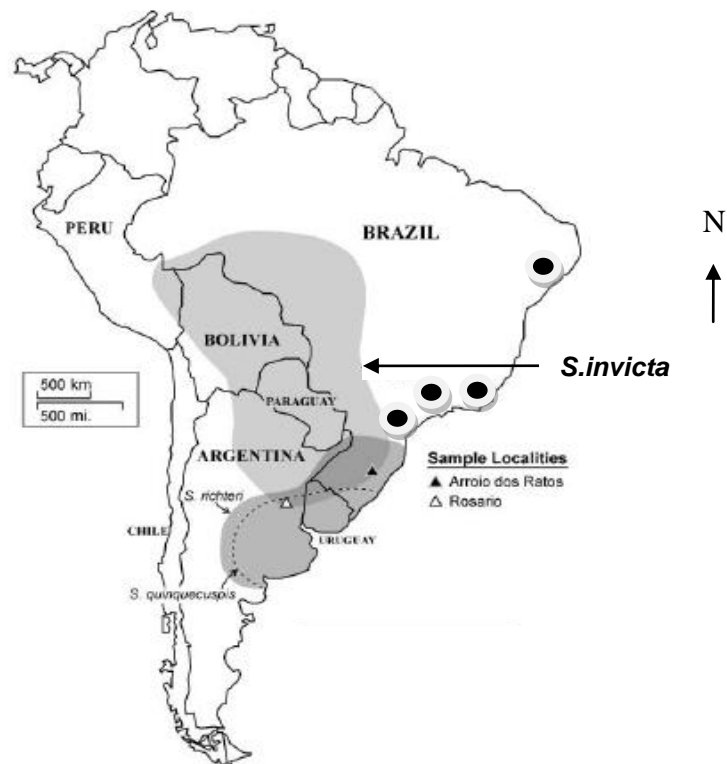 N
PERU
BRAZIL
BOLIVIA
S.invicta
500 km
500 mi.
PARAGUAY
ARGENTINA
Sample Localities
Arroio dos Ratos
S. richteri
Rosario
CHILE
URUGUAY
S. quinquecuspis